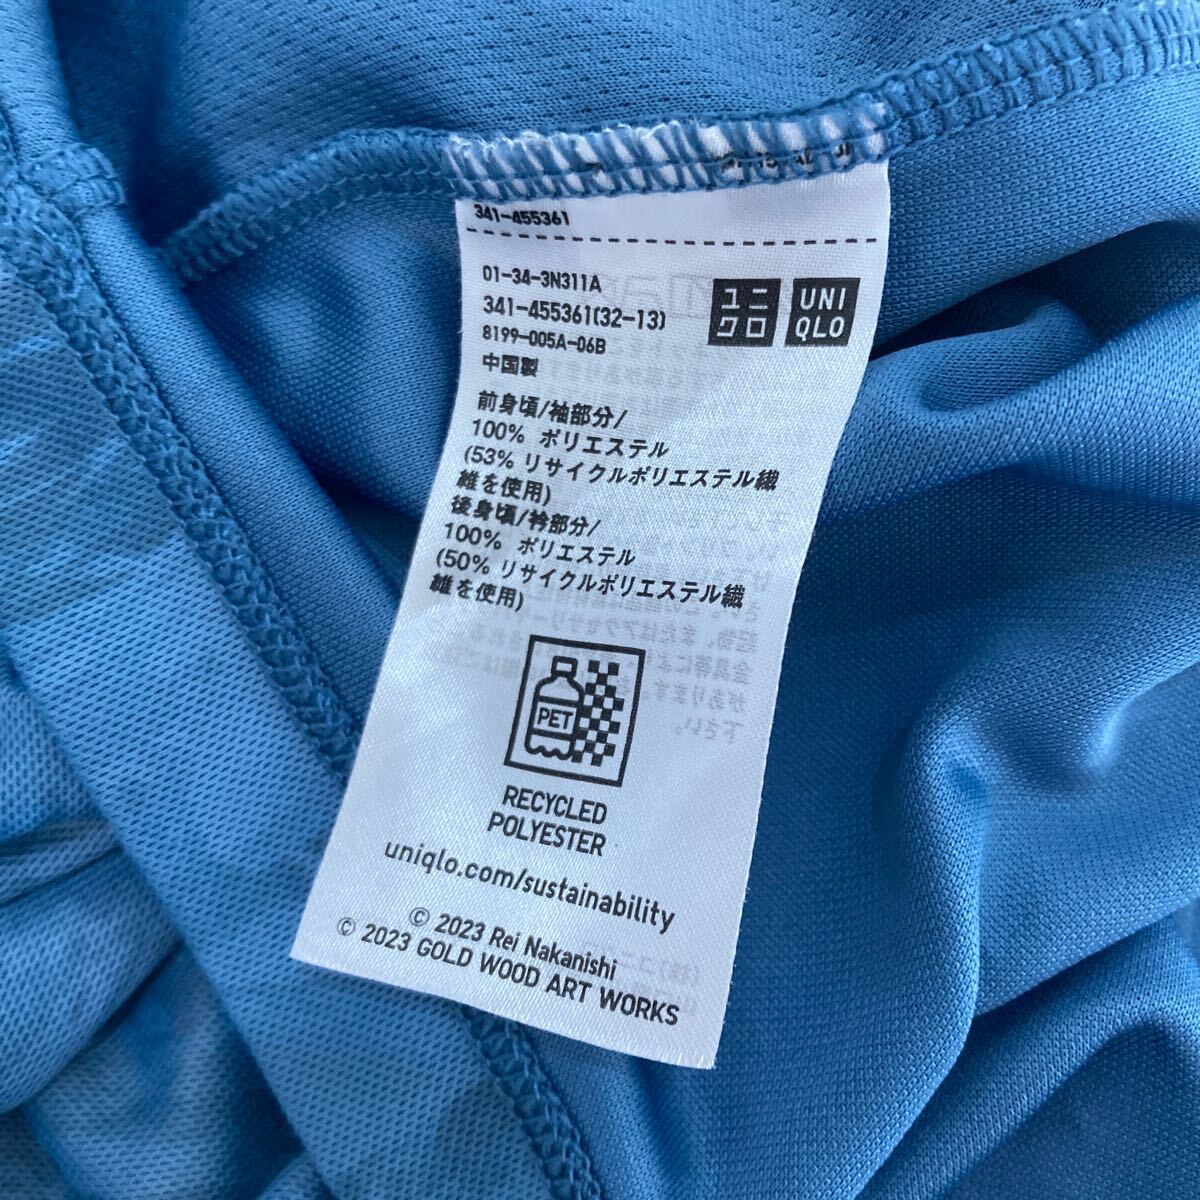 341-455361
01-34-3N311A
341-455361(32-13)
8199-005A-06B
中国製
ユニ
クロ
UNI
QLO
前身頃/袖部分/
100% ポリエステル
(53% リサイクルポリエステル繊
維を使用)
後身頃/衿部分/
100% ポリエステル
(50% リサイクルポリエステル繊
維を使用)
PET
RECYCLED
POLYESTER
uniqlo.com/sustainability
© 2023 Rei Nakanishi
© 2023 GOLD WOOD ART WORKS